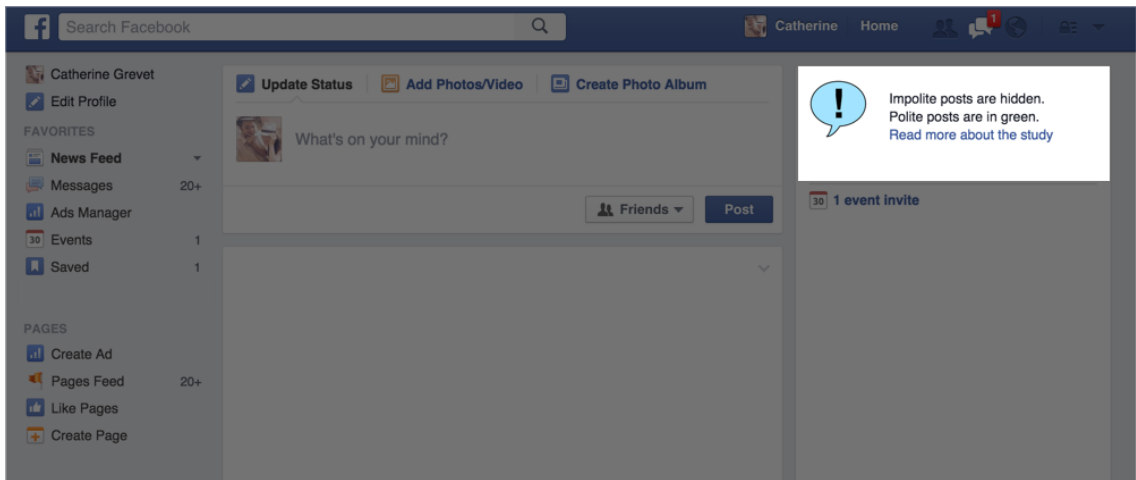 f
Search Facebook
Catherine
Home
1
Catherine Grevet
Edit Profile
FAVORITES
News Feed
Messages 20+
Ads Manager
30 Events 1
Saved 1
PAGES
Create Ad
Pages Feed 20+
Like Pages
Create Page
Update Status
Add Photos/Video
Create Photo Album
What's on your mind?
Friends
Post
!
Impolite posts are hidden.
Polite posts are in green.
Read more about the study
30 1 event invite